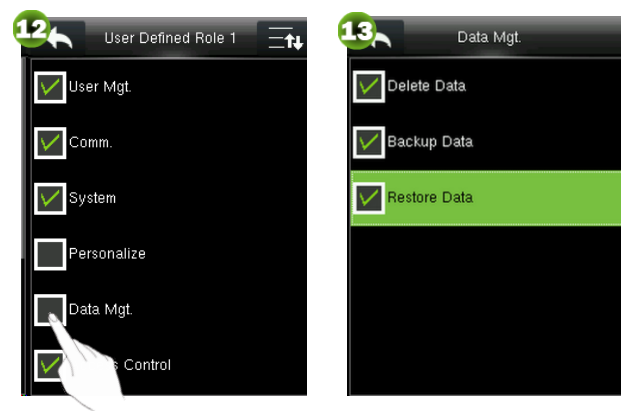 12
User Defined Role 1
User Mgt.
Comm.
System
Personalize
Data Mgt.
Control
13
Data Mgt.
Delete Data
Backup Data
Restore Data